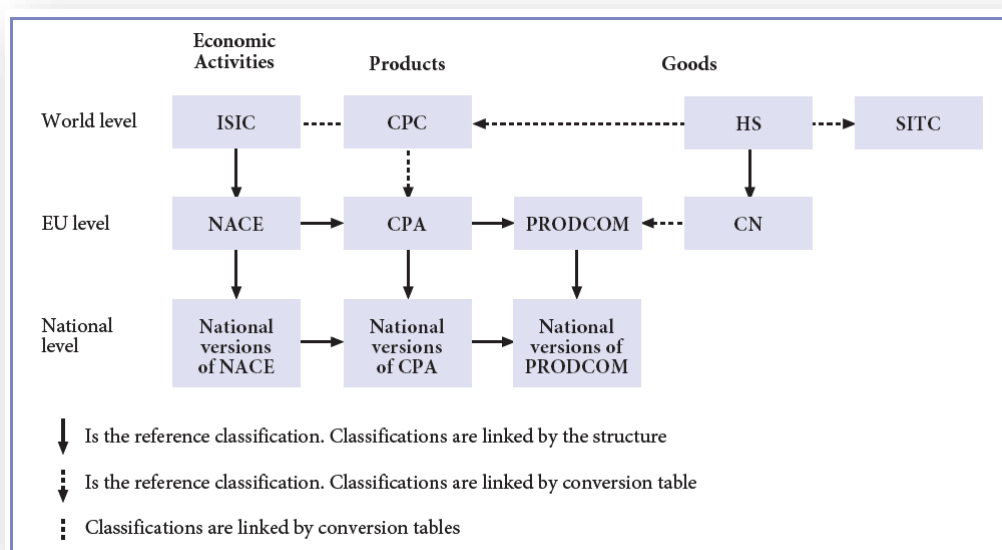 Economic
Activities
Products
Goods
World level
ISIC
CPC
HS
SITC
EU level
NACE
CPA
PRODCOM
CN
National
level
National
versions
of NACE
National
versions
of CPA
National
versions of
PRODCOM
Is the reference classification. Classifications are linked by the structure
Is the reference classification. Classifications are linked by conversion table
Classifications are linked by conversion tables